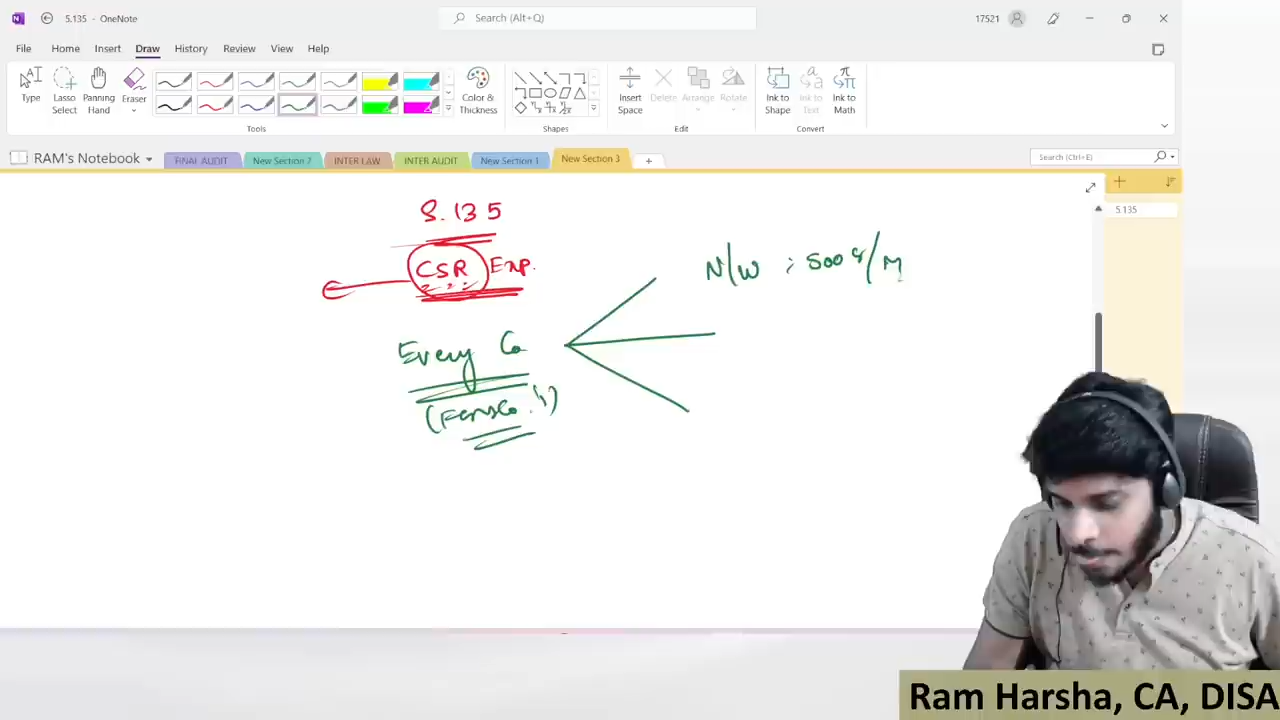 5.135 - OneNote
Search (Alt+Q)
17521
File Home Insert Draw History Review View Help
Type
Lasso Select
Panning Hand
Eraser
Color & Thickness
Insert Space
Delete
Arrange
Rotate
Ink to Shape
Ink to Text
Ink to Math
Tools
Shapes
Edit
Convert
RAM's Notebook
FINAL AUDIT
New Section 2
INTER LAW
INTER AUDIT
New Section 1
New Section 3
Search (Ctrl+E)
5.135
S.135
CSR Exp.
N/W : 500 Cr/M
Every Co
Ram Harsha, CA, DISA